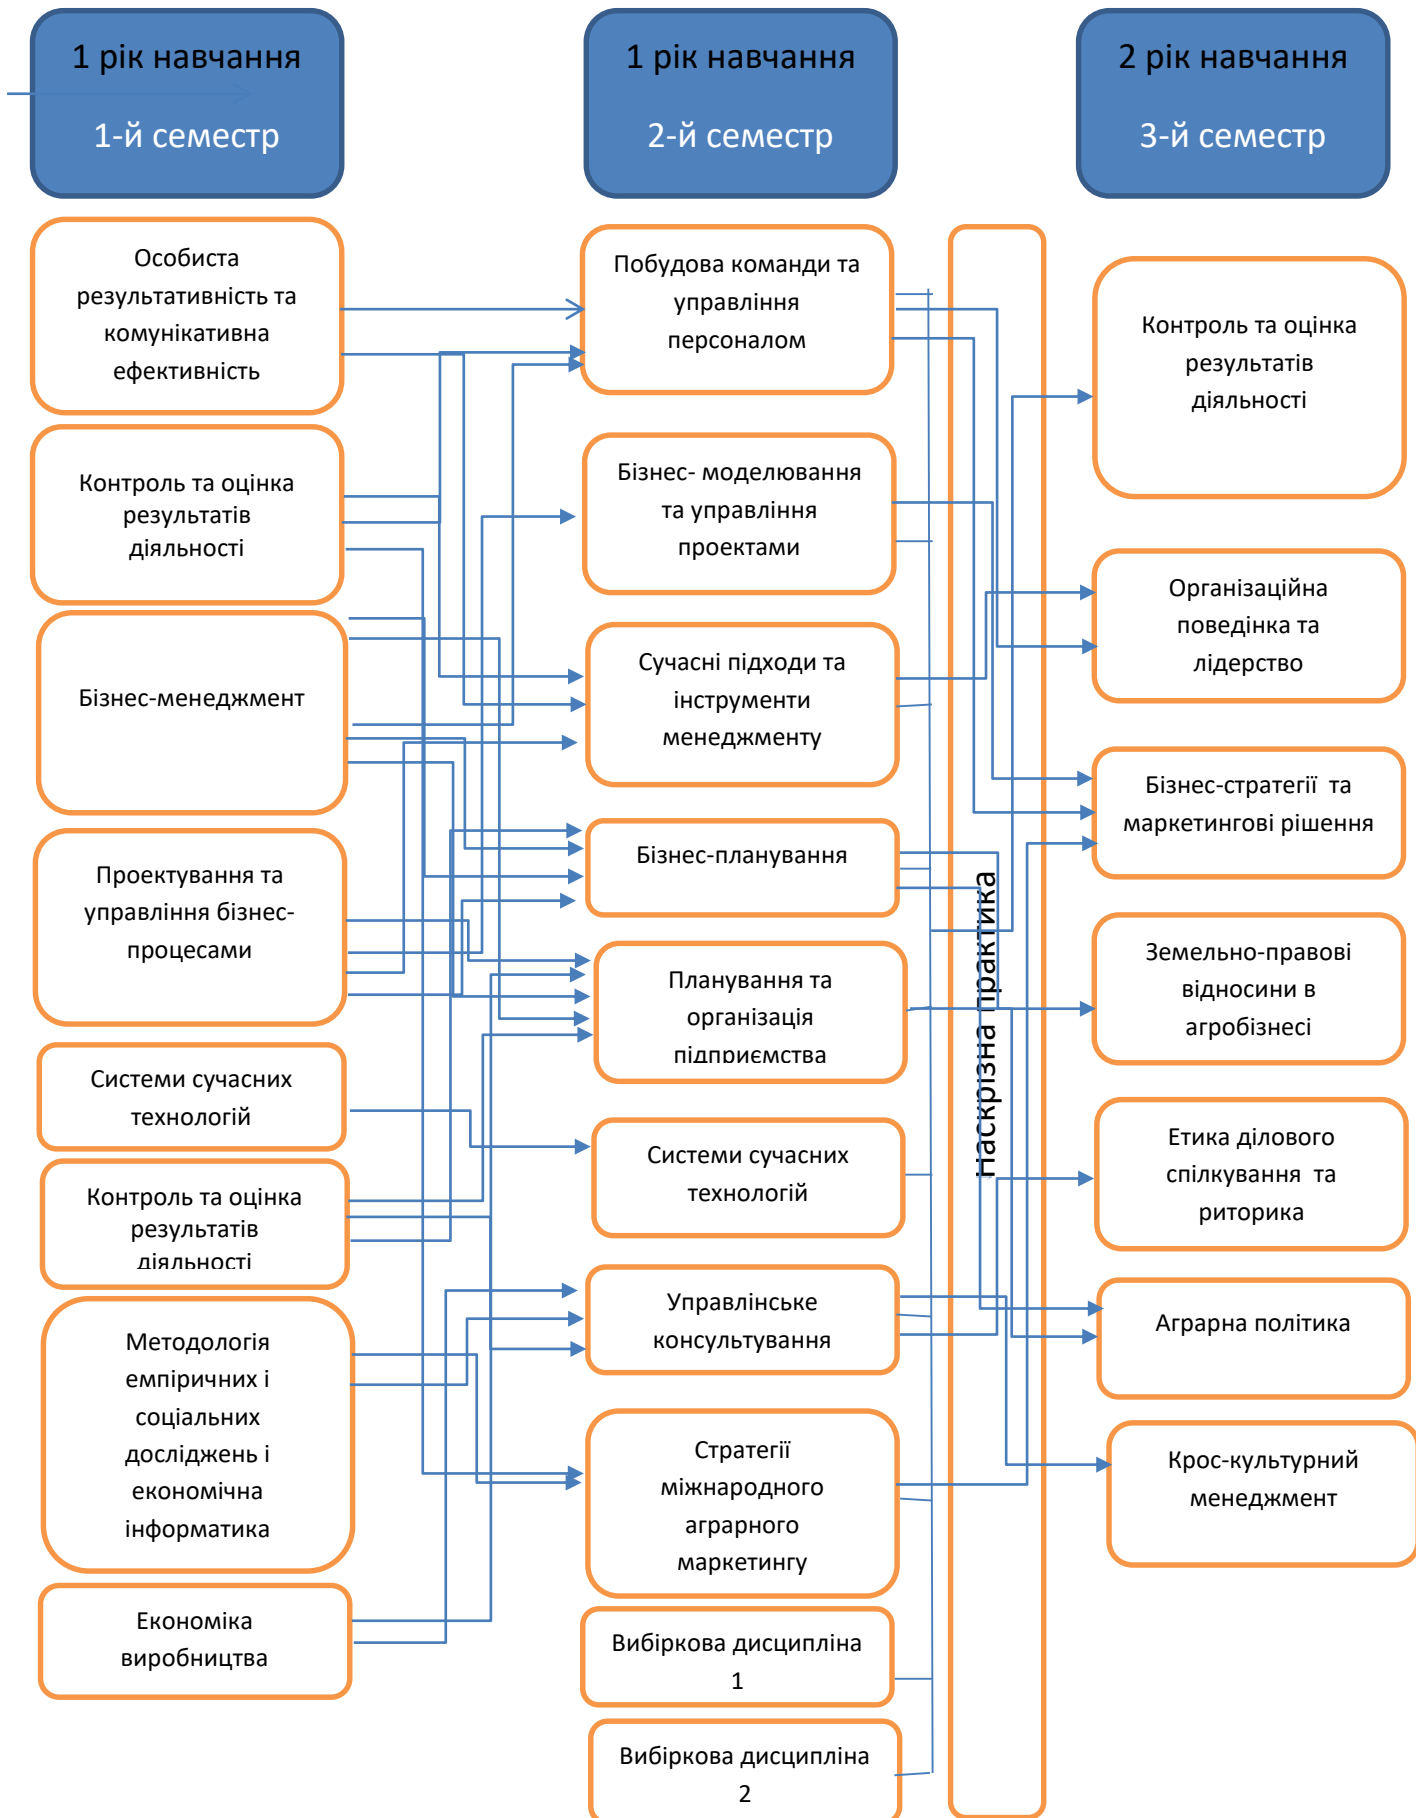 1 рік навчання
1-й семестр
1 рік навчання
2-й семестр
2 рік навчання
3-й семестр
Особиста
результативність та
комунікативна
ефективність
Контроль та оцінка
результатів
діяльності
Бізнес-менеджмент
Проектування та
управління бізнес-
процесами
Системи сучасних
технологій
Контроль та оцінка
результатів
діяльності
Методологія
емпіричних і
соціальних
досліджень і
економічна
інформатика
Економіка
виробництва
Побудова команди та
управління
персоналом
Бізнес- моделювання
та управління
проектами
Сучасні підходи та
інструменти
менеджменту
Бізнес-планування
Планування та
організація
підприємства
Системи сучасних
технологій
Управлінське
консультування
Стратегії
міжнародного
аграрного
маркетингу
Вибіркова дисципліна
1
Вибіркова дисципліна
2
Наскрізна практика
Контроль та оцінка
результатів
діяльності
Організаційна
поведінка та
лідерство
Бізнес-стратегії та
маркетингові рішення
Земельно-правові
відносини в
агробізнесі
Етика ділового
спілкування та
риторика
Аграрна політика
Крос-культурний
менеджмент